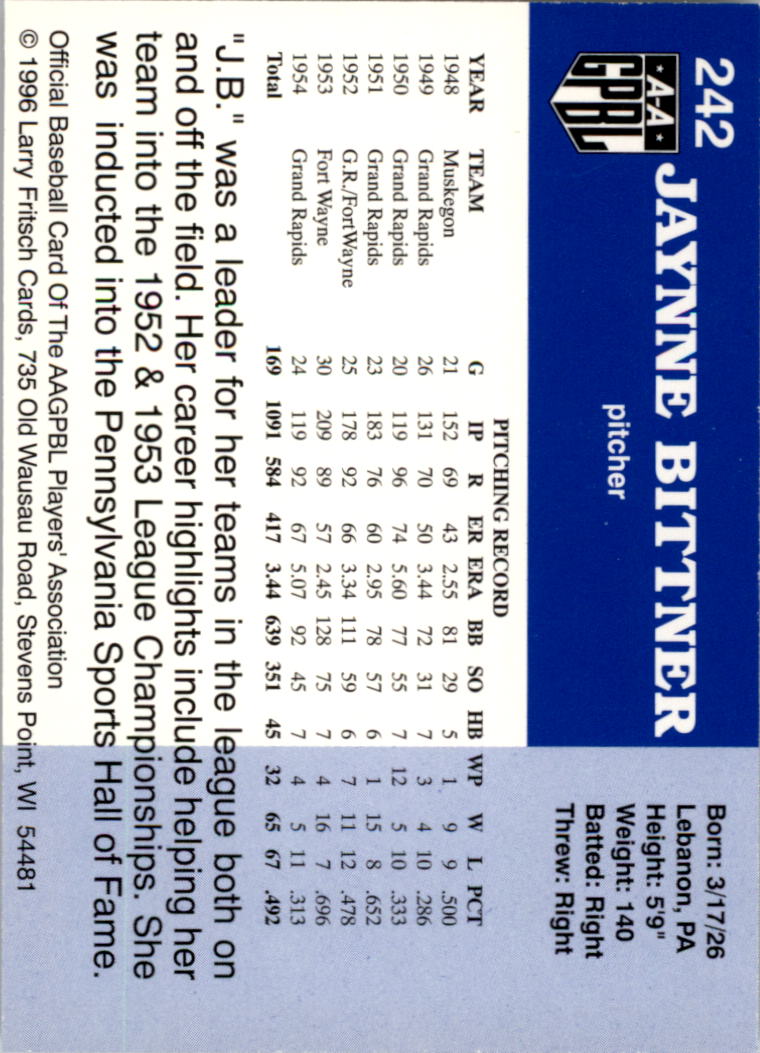 242 JAYNNE BITTNER
A-A
GPBL
pitcher
Born: 3/17/26
Lebanon, PA
Height: 5'9"
Weight: 140
Batted: Right
Threw: Right
PITCHING RECORD
YEAR TEAM G IP R ER ERA BB SO HB WP W L PCT
1948 Muskegon 21 152 69 43 2.55 81 29 5 1 9 9 .500
1949 Grand Rapids 26 131 70 50 3.44 72 31 7 3 4 10 .286
1950 Grand Rapids 20 119 96 74 5.60 77 55 7 12 5 10 .333
1951 Grand Rapids 23 183 76 60 2.95 78 57 6 1 15 8 .652
1952 G.R./FortWayne 25 178 92 66 3.34 111 59 6 7 11 12 .478
1953 Fort Wayne 30 209 89 57 2.45 128 75 7 4 16 7 .696
1954 Grand Rapids 24 119 92 67 5.07 92 45 7 4 5 11 .313
Total 169 1091 584 417 3.44 639 351 45 32 65 67 .492
"J.B." was a leader for her teams in the league both on
and off the field. Her career highlights include helping her
team into the 1952 & 1953 League Championships. She
was inducted into the Pennsylvania Sports Hall of Fame.
Official Baseball Card Of The AAGPBL Players' Association
© 1996 Larry Fritsch Cards, 735 Old Wausau Road, Stevens Point, WI 54481